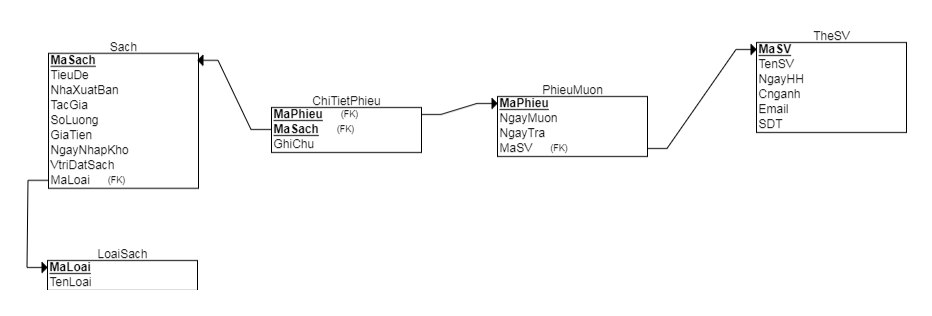 Sach
MaSach
TieuDe
NhaXuatBan
TacGia
SoLuong
GiaTien
NgayNhapKho
VtriDatSach
MaLoai (FK)
ChiTietPhieu
MaPhieu (FK)
MaSach (FK)
GhiChu
PhieuMuon
MaPhieu
NgayMuon
NgayTra
MaSV (FK)
TheSV
MaSV
TenSV
NgayHH
Cnganh
Email
SDT
LoaiSach
MaLoai
TenLoai